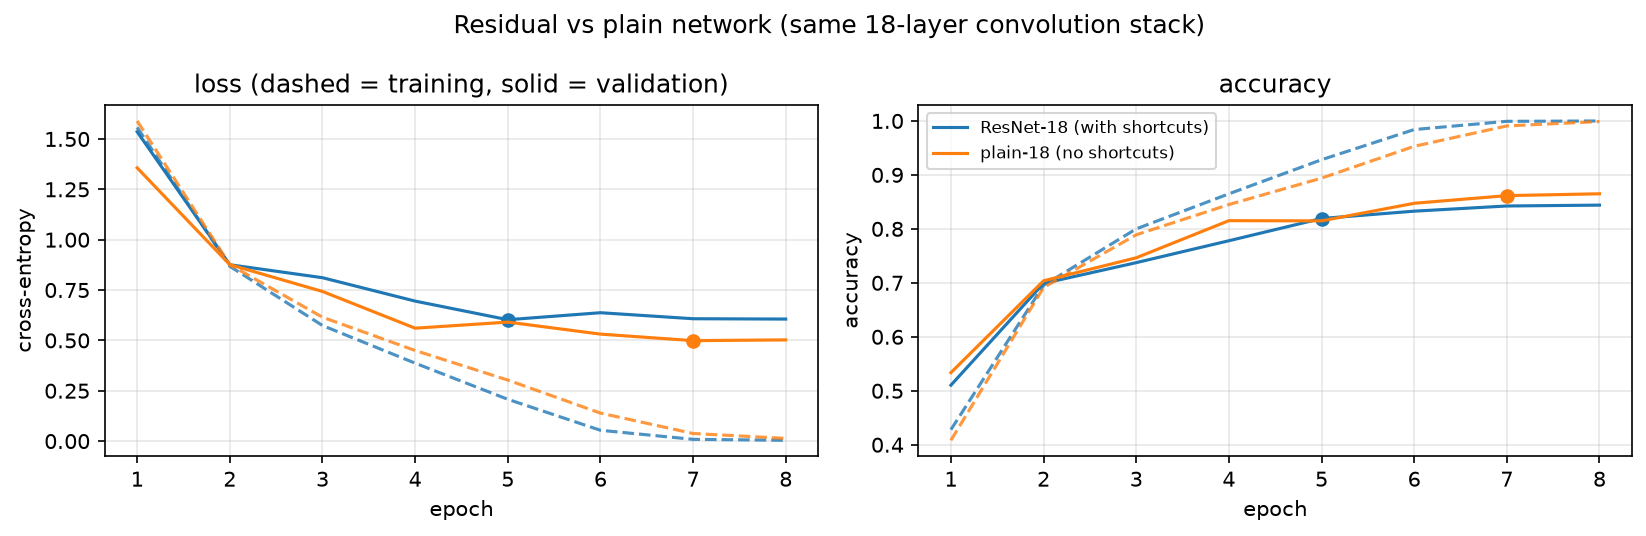 Residual vs plain network (same 18-layer convolution stack)
loss (dashed = training, solid = validation)
cross-entropy
1.50
1.25
1.00
0.75
0.50
0.25
0.00
1 2 3 4 5 6 7 8
epoch
accuracy
accuracy
1.0
0.9
0.8
0.7
0.6
0.5
0.4
ResNet-18 (with shortcuts)
plain-18 (no shortcuts)
1 2 3 4 5 6 7 8
epoch